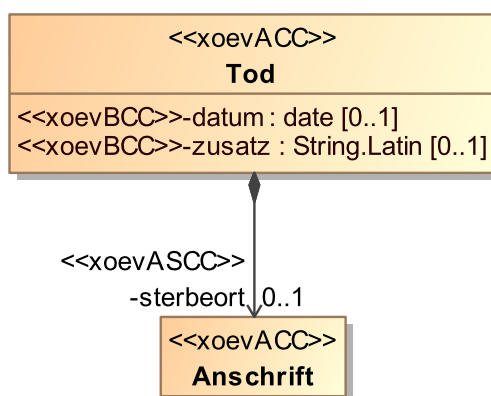 <<xoevACC>>
Tod
<<xoevBCC>>-datum : date [0..1]
<<xoevBCC>>-zusatz : String.Latin [0..1]
<<xoevASCC>>
-sterbeort 0..1
<<xoevACC>>
Anschrift